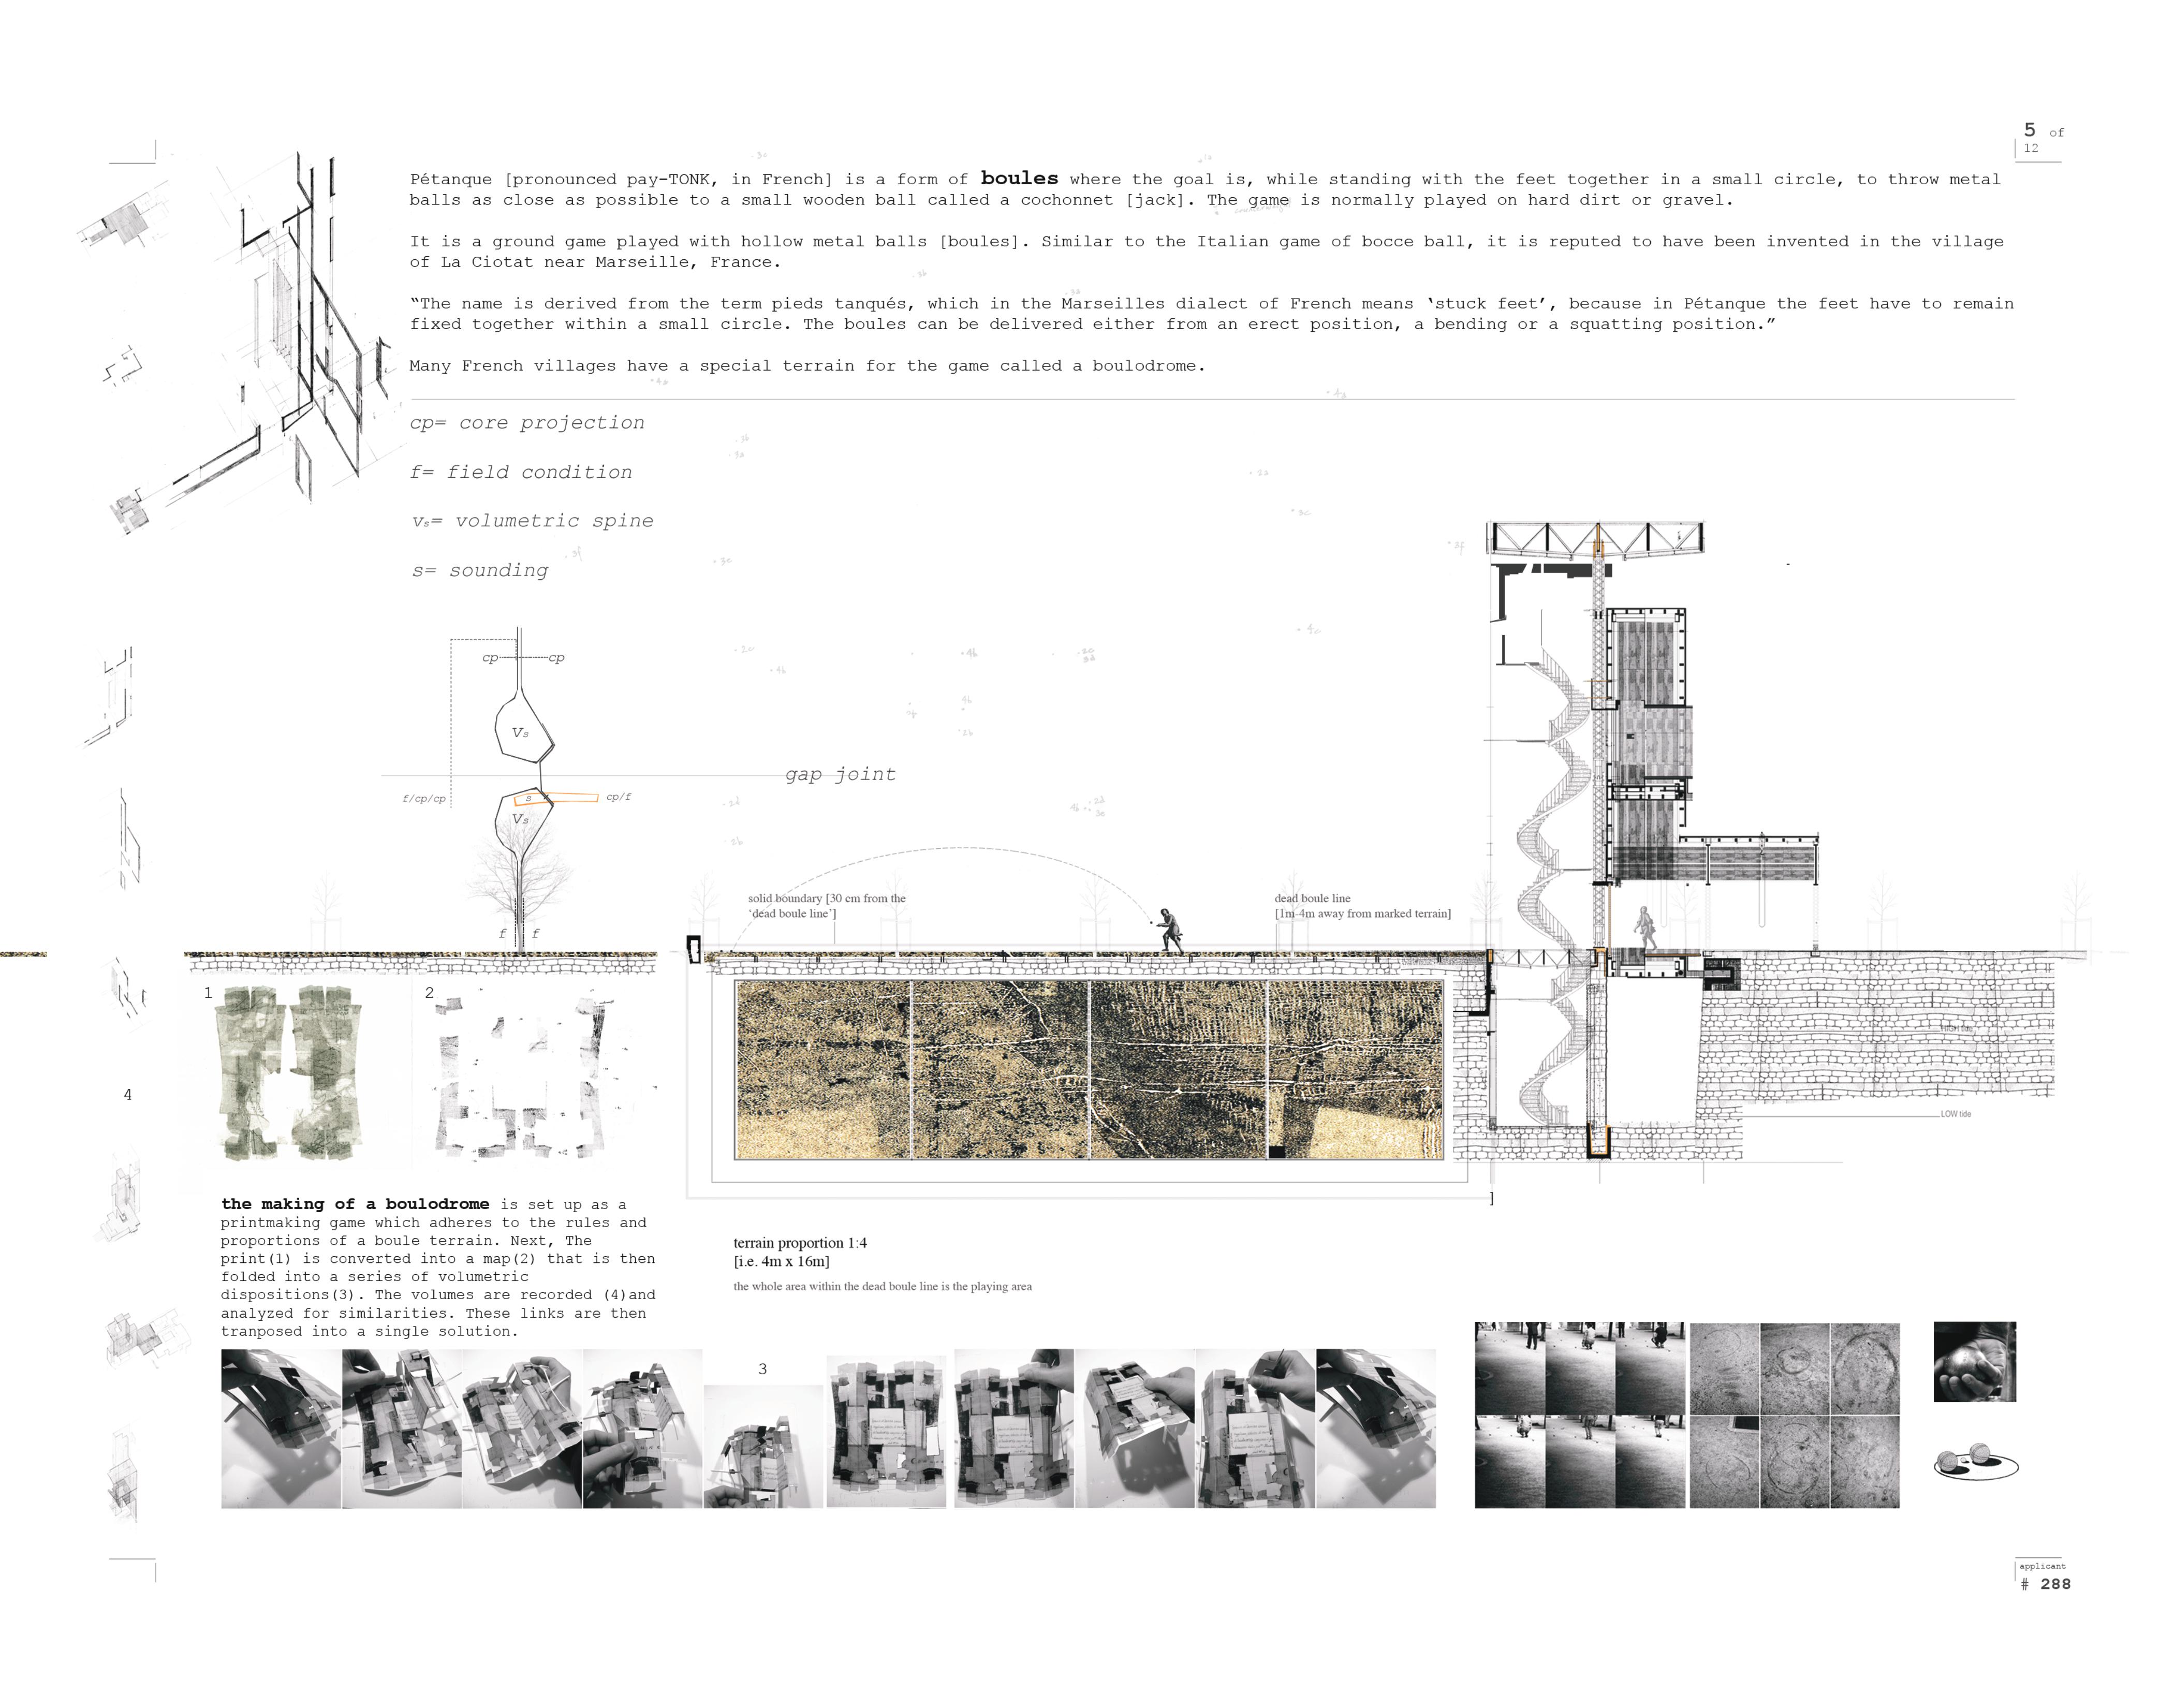 5 of
12
Pétanque [pronounced pay-TONK, in French] is a form of boules where the goal is, while standing with the feet together in a small circle, to throw metal
balls as close as possible to a small wooden ball called a cochonnet [jack]. The game is normally played on hard dirt or gravel.
It is a ground game played with hollow metal balls [boules]. Similar to the Italian game of bocce ball, it is reputed to have been invented in the village
of La Ciotat near Marseille, France.
“The name is derived from the term pieds tanqués, which in the Marseilles dialect of French means ‘stuck feet’, because in Pétanque the feet have to remain
fixed together within a small circle. The boules can be delivered either from an erect position, a bending or a squatting position.”
Many French villages have a special terrain for the game called a boulodrome.
cp= core projection
f= field condition
vs= volumetric spine
s= sounding
cp cp
Vs
gap joint
f/cp/cp
s
cp/f
Vs
f f
solid boundary [30 cm from the
‘dead boule line’]
dead boule line
[1m-4m away from marked terrain]
1
2
HIGH tide
4
LOW tide
]
the making of a boulodrome is set up as a
printmaking game which adheres to the rules and
proportions of a boule terrain. Next, The
print(1) is converted into a map(2) that is then
folded into a series of volumetric
dispositions(3). The volumes are recorded (4)and
analyzed for similarities. These links are then
tranposed into a single solution.
terrain proportion 1:4
[i.e. 4m x 16m]
the whole area within the dead boule line is the playing area
3
applicant
# 288